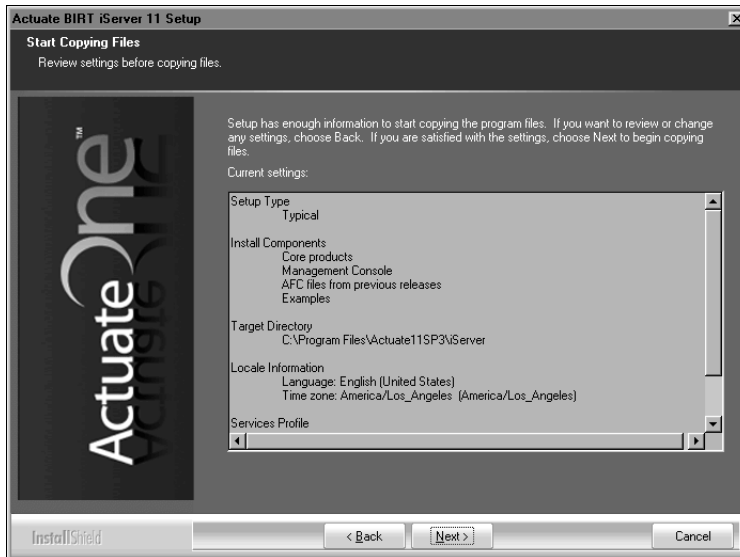 Actuate BIRT iServer 11 Setup
Start Copying Files
Review settings before copying files.
ActuateOne™
Setup has enough information to start copying the program files. If you want to review or change
any settings, choose Back. If you are satisfied with the settings, choose Next to begin copying
files.
Current settings:
Setup Type
Typical
Install Components
Core products
Management Console
AFC files from previous releases
Examples
Target Directory
C:\Program Files\Actuate11SP3\iServer
Locale Information
Language: English (United States)
Time zone: America/Los_Angeles (America/Los_Angeles)
Services Profile
InstallShield
< Back
Next >
Cancel